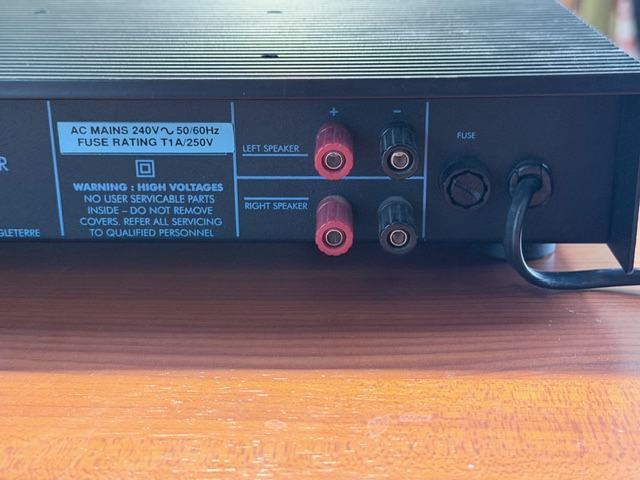 AC MAINS 240V~ 50/60Hz
FUSE RATING T1A/250V
WARNING : HIGH VOLTAGES
NO USER SERVICABLE PARTS
INSIDE – DO NOT REMOVE
COVERS. REFER ALL SERVICING
TO QUALIFIED PERSONNEL
+ –
LEFT SPEAKER
RIGHT SPEAKER
FUSE